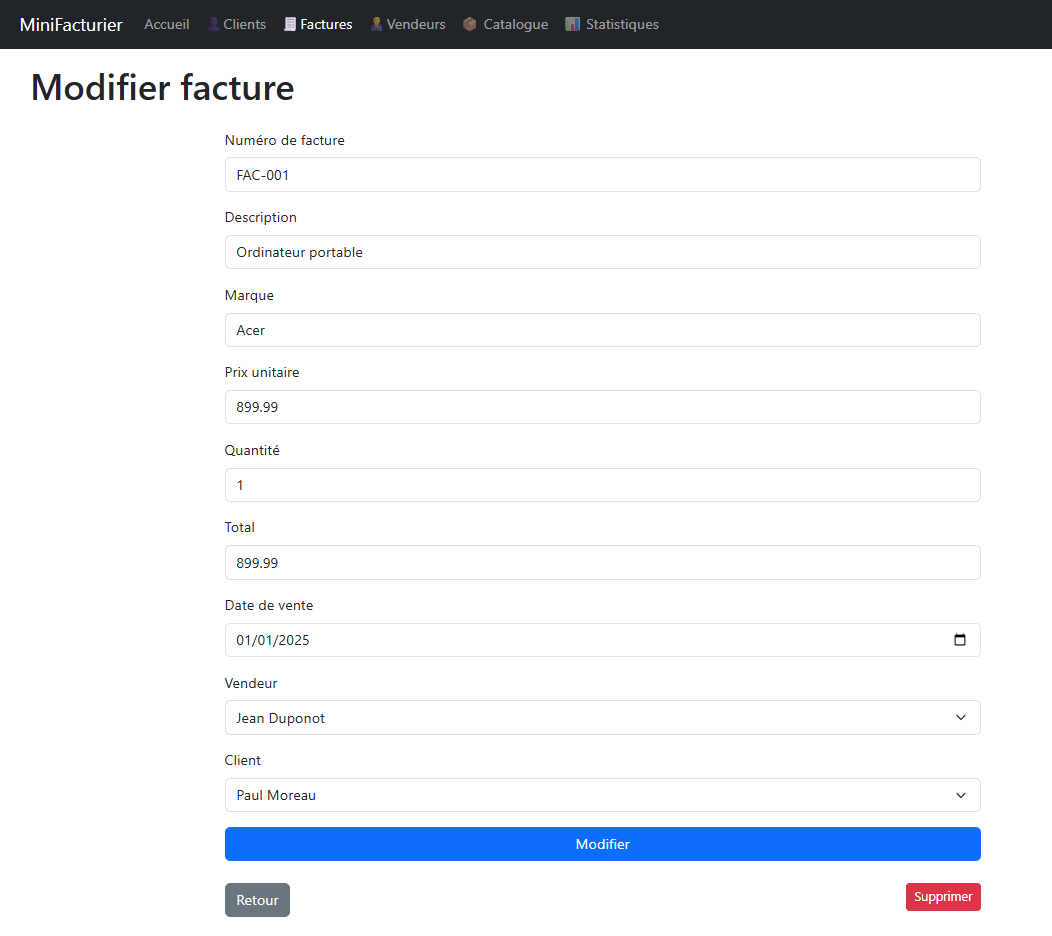 MiniFacturier Accueil Clients Factures Vendeurs Catalogue Statistiques
Modifier facture
Numéro de facture
FAC-001
Description
Ordinateur portable
Marque
Acer
Prix unitaire
899.99
Quantité
1
Total
899.99
Date de vente
01/01/2025
Vendeur
Jean Duponot
Client
Paul Moreau
Modifier
Retour Supprimer